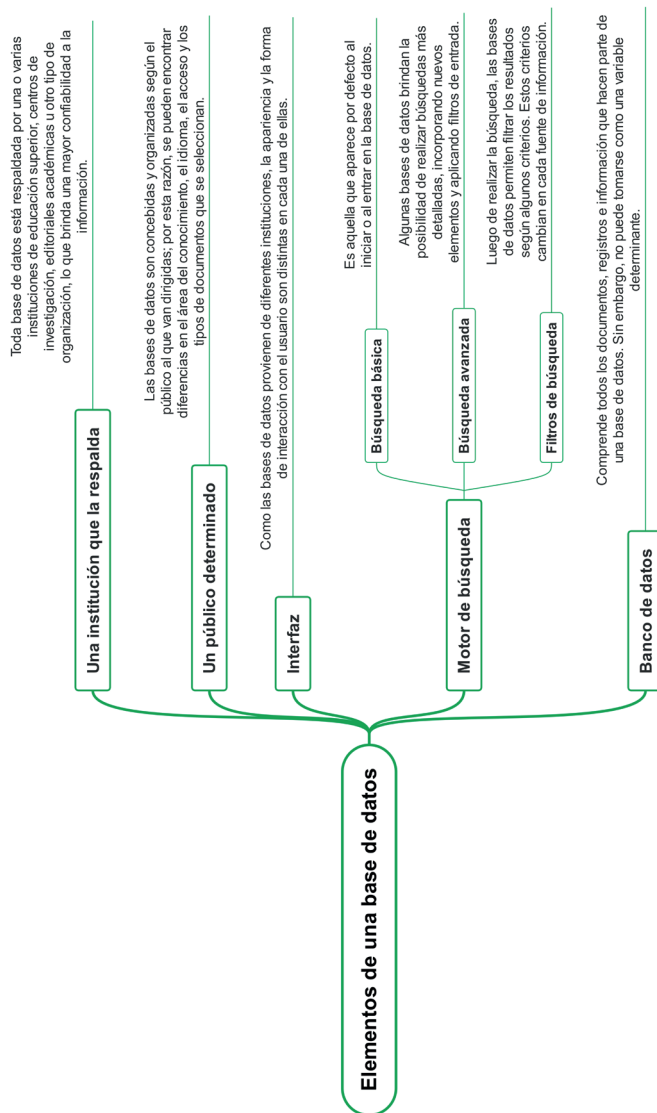 Elementos de una base de datos
Una institución que la respalda
Toda base de datos está respaldada por una o varias
instituciones de educación superior, centros de
investigación, editoriales académicas u otro tipo de
organización, lo que brinda una mayor confiabilidad a la
información.
Un público determinado
Las bases de datos son concebidas y organizadas según el
público al que van dirigidas; por esta razón, se pueden encontrar
diferencias en el área del conocimiento, el idioma, el acceso y los
tipos de documentos que se seleccionan.
Interfaz
Como las bases de datos provienen de diferentes instituciones, la apariencia y la forma
de interacción con el usuario son distintas en cada una de ellas.
Motor de búsqueda
Búsqueda básica
Es aquella que aparece por defecto al
iniciar o al entrar en la base de datos.
Búsqueda avanzada
Algunas bases de datos brindan la
posibilidad de realizar búsquedas más
detalladas, incorporando nuevos
elementos y aplicando filtros de entrada.
Filtros de búsqueda
Luego de realizar la búsqueda, las bases
de datos permiten filtrar los resultados
según algunos criterios. Estos criterios
cambian en cada fuente de información.
Banco de datos
Comprende todos los documentos, registros e información que hacen parte de
una base de datos. Sin embargo, no puede tomarse como una variable
determinante.